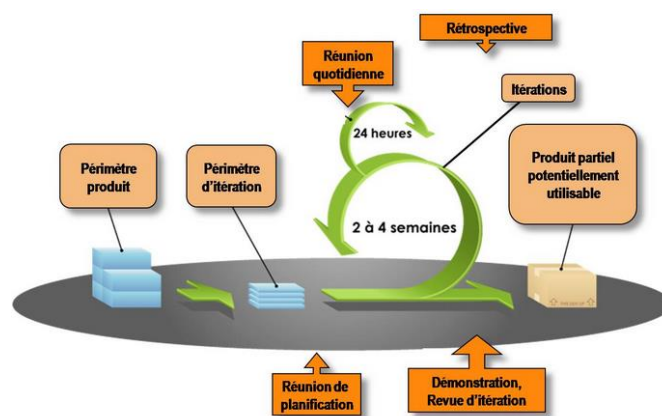 Rétrospective
Réunion
quotidienne
Itérations
24 heures
Périmètre
produit
Périmètre
d'itération
Produit partiel
potentiellement
utilisable
2 à 4 semaines
Réunion de
planification
Démonstration,
Revue d'itération